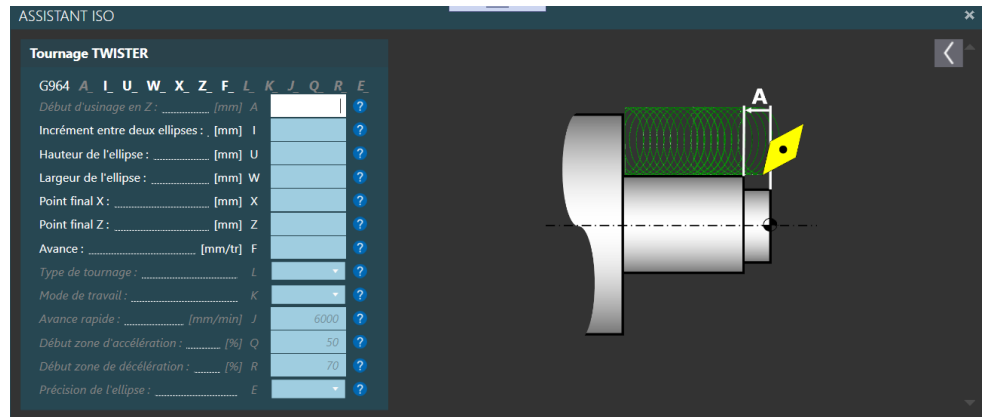 ASSISTANT ISO ×
Tournage TWISTER
G964 A_ I_ U_ W_ X_ Z_ F_ L_ K_ J_ Q_ R_ E_
Début d'usinage en Z : [mm] A ?
Incrément entre deux ellipses : [mm] I ?
Hauteur de l'ellipse : [mm] U ?
Largeur de l'ellipse : [mm] W ?
Point final X : [mm] X ?
Point final Z : [mm] Z ?
Avance : [mm/tr] F ?
Type de tournage : L ?
Mode de travail : K ?
Avance rapide : [mm/min] J 6000 ?
Début zone d'accélération : [%] Q 50 ?
Début zone de décélération : [%] R 70 ?
Précision de l'ellipse : E ?
A